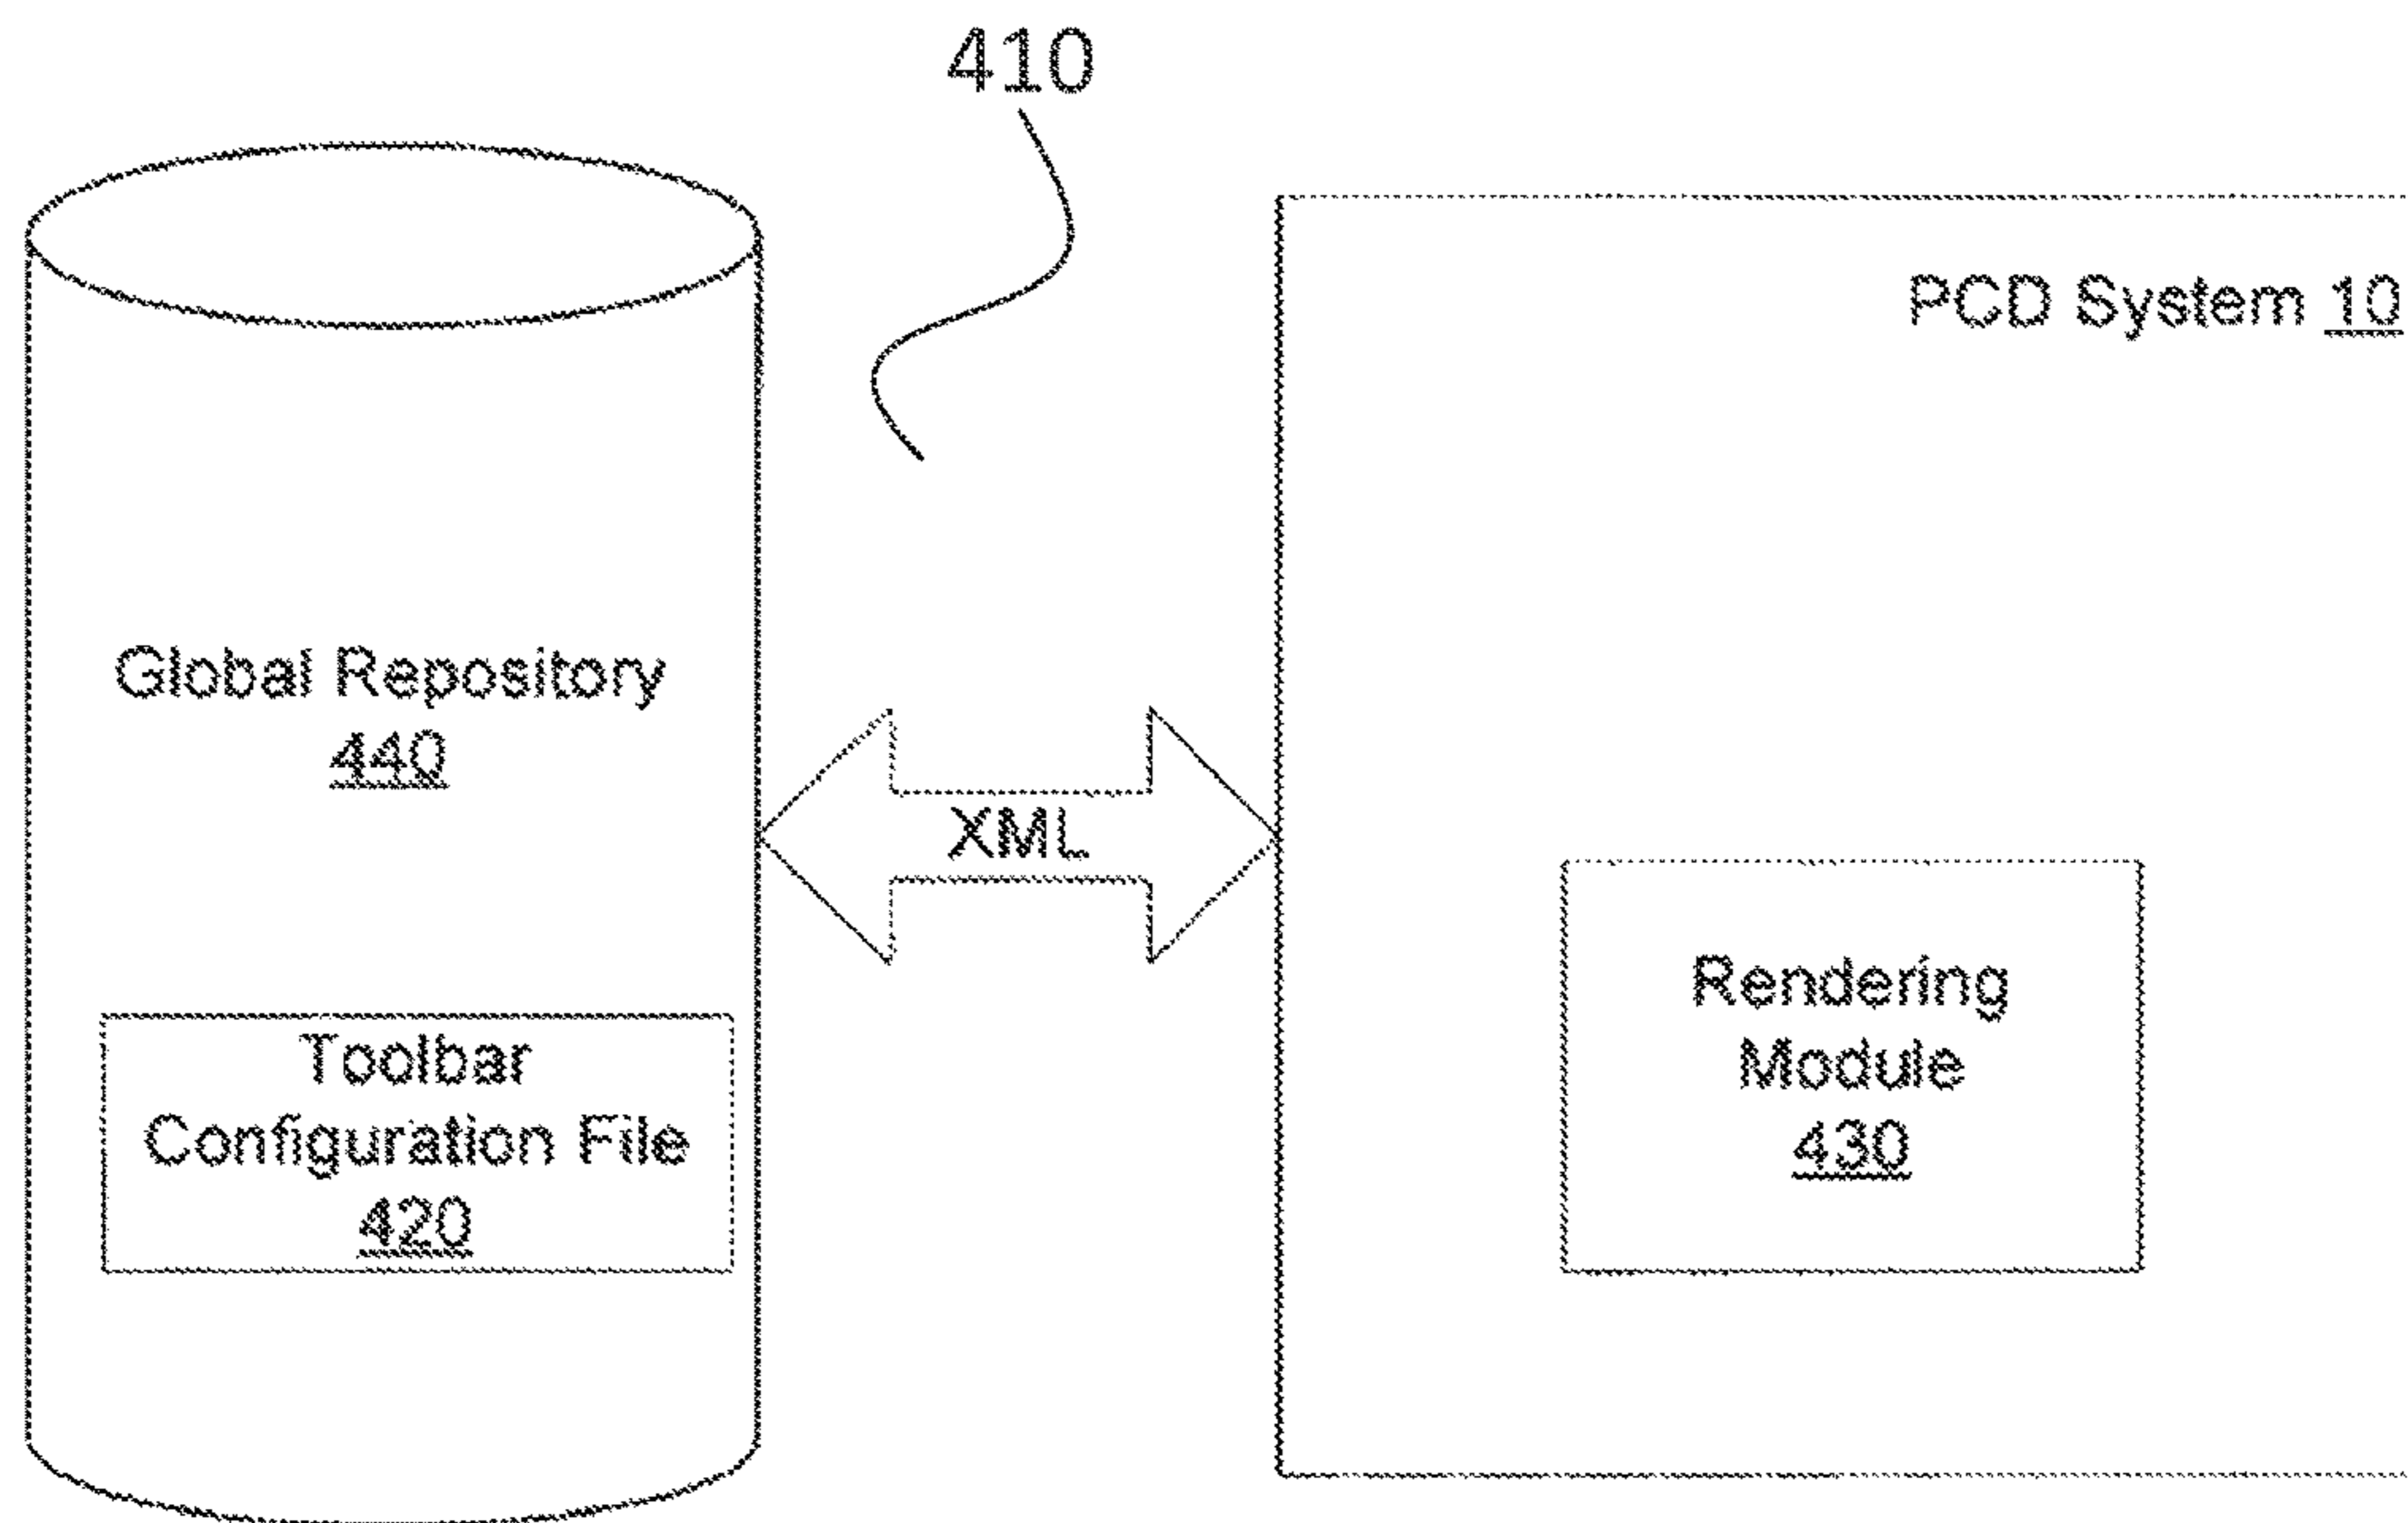 410
PCD System 10
Global Repository
440
XML
Rendering
Module
430
Toolbar
Configuration File
420